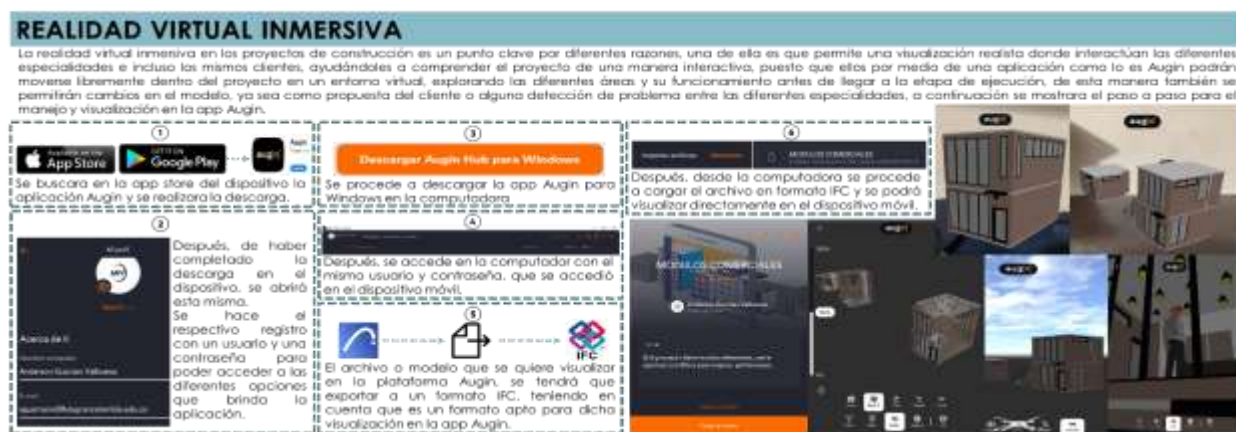 REALIDAD VIRTUAL INMERSIVA
La realidad virtual inmersiva en los proyectos de construcción es un punto clave por diferentes razones, una de ella es que permite una visualización realista donde interactúan las diferentes
especialidades e incluso los mismos clientes, ayudándoles a comprender el proyecto de una manera interactiva, puesto que ellos por medio de una aplicación como lo es Augin podrán
moverse libremente dentro del proyecto en un entorno virtual, explorando las diferentes áreas y su funcionamiento antes de llegar a la etapa de ejecución, de esta manera también se
permitirán cambios en el modelo, ya sea como propuesta del cliente o alguna detección de problema entre las diferentes especialidades, a continuación se mostrara el paso a paso para el
manejo y visualización en la app Augin.
1
App Store
GET IT ON
Google Play
augin
Se buscara en la app store del dispositivo la
aplicación Augin y se realizara la descarga.
2
Acerca de ti
Después, de haber
completado la
descarga en el
dispositivo, se abrirá
esta misma.
Se hace el
respectivo registro
con un usuario y una
contraseña para
poder acceder a las
diferentes opciones
que brinda la
aplicación.
3
Descargar Augin Hub para Windows
Se procede a descargar la app Augin para
Windows en la computadora
4
Después, se accede en la computador con el
mismo usuario y contraseña, que se accedió
en el dispositivo móvil.
5
IFC
El archivo o modelo que se quiere visualizar
en la plataforma Augin, se tendrá que
exportar a un formato IFC, teniendo en
cuenta que es un formato apto para dicha
visualización en la app Augin.
6
MODULOS COMERCIALES
Después, desde la computadora se procede
a cargar el archivo en formato IFC y se podrá
visualizar directamente en el dispositivo móvil.
MODULOS COMERCIALES
augin
augin
augin